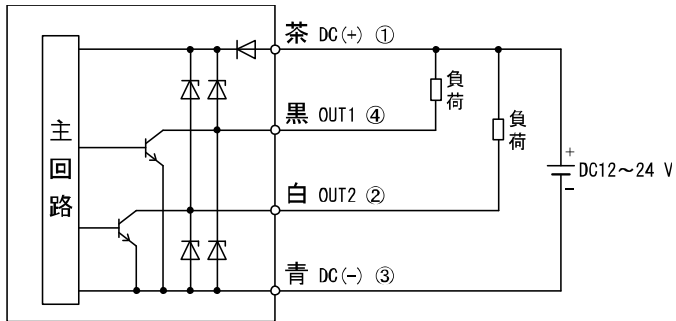 茶 DC(+) ①
負荷
黒 OUT1 ④
負荷
主回路
+
DC12～24 V
-
白 OUT2 ②
青 DC(-) ③